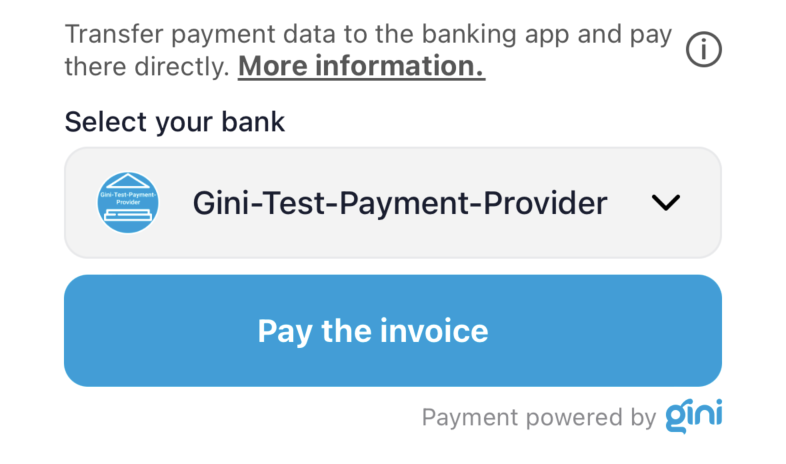 Transfer payment data to the banking app and pay
there directly. More information.
Select your bank
Gini-Test-Payment-
Provider
Gini-Test-Payment-Provider
Pay the invoice
Payment powered by gini